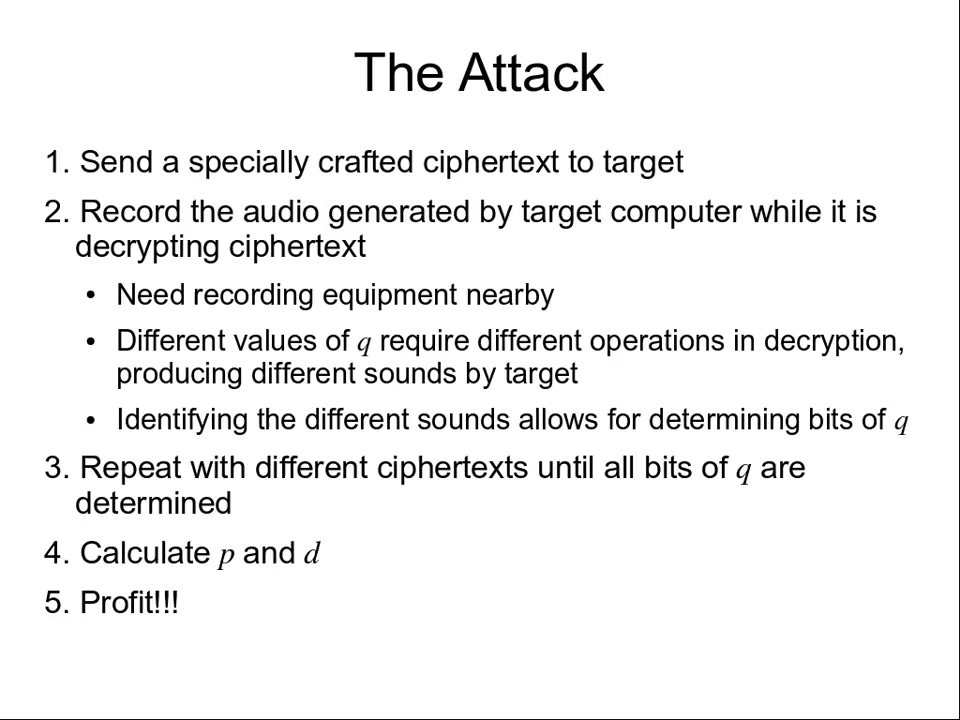 The Attack
1. Send a specially crafted ciphertext to target
2. Record the audio generated by target computer while it is
decrypting ciphertext
• Need recording equipment nearby
• Different values of q require different operations in decryption,
producing different sounds by target
• Identifying the different sounds allows for determining bits of q
3. Repeat with different ciphertexts until all bits of q are
determined
4. Calculate p and d
5. Profit!!!